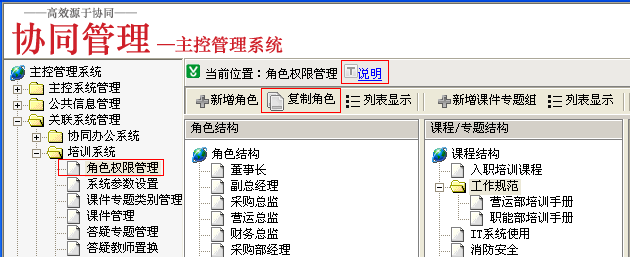 ——高效源于协同——
协同管理 —主控管理系统
主控管理系统
主控系统管理
公共信息管理
关联系统管理
协同办公系统
培训系统
角色权限管理
系统参数设置
课件专题类别管理
课件管理
答疑专题管理
答疑教师置换
当前位置：角色权限管理 说明
新增角色 复制角色 列表显示 新增课件专题组 列表显示
角色结构
角色结构
董事长
副总经理
采购总监
营运总监
财务总监
采购部经理
课程/专题结构
课程结构
入职培训课程
工作规范
营运部培训手册
职能部培训手册
IT系统使用
消防安全